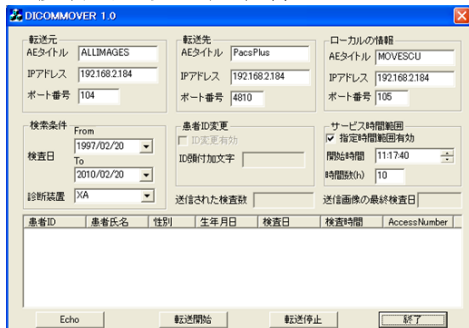 DICOMMOVER 1.0
転送元
AEタイトル ALLIMAGES
IPアドレス 192.168.2.184
ポート番号 104
転送先
AEタイトル PacsPlus
IPアドレス 192.168.2.184
ポート番号 4810
ローカルの情報
AEタイトル MOVESCU
IPアドレス 192.168.2.184
ポート番号 105
検索条件
検査日
From
1997/02/20
To
2010/02/20
診断装置 XA
患者ID変更
ID変更有効
ID頭付加文字
送信された検査数
サービス時間範囲
指定時間範囲有効
開始時間 11:17:40
時間数(h) 10
送信画像の最終検査日
患者ID 患者氏名 性別 生年月日 検査日 検査時間 AccessNumber
Echo 転送開始 転送停止 終了